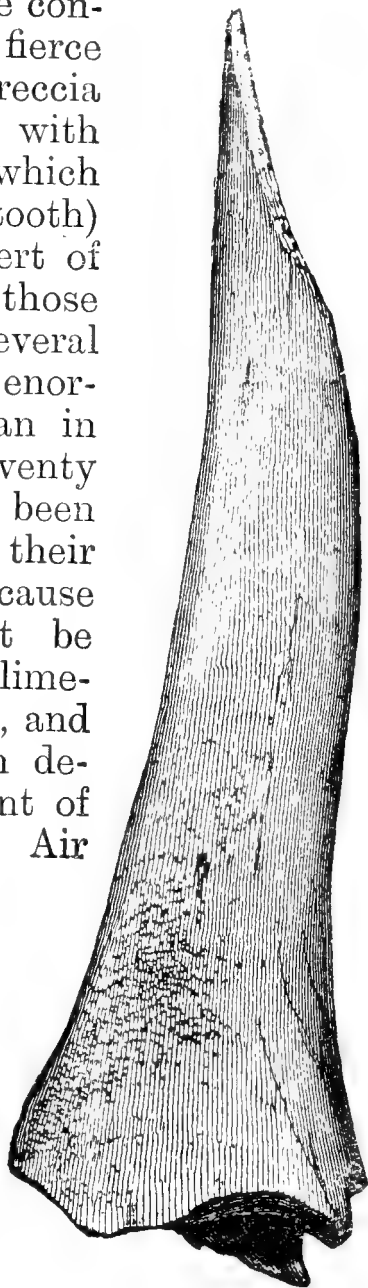 e con-
fierce
reccia
with
which
tooth)
ert of
those
everal
enor-
an in
venty
been
their
cause
t be
lime-
, and
n de-
nt of
Air